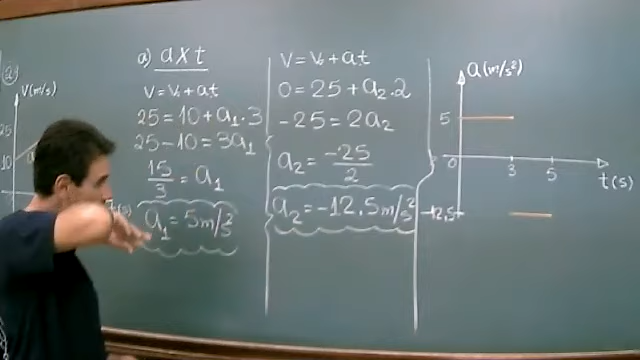 a)
v(m/s)
25
10
a) a x t
v = v₀ + at
25 = 10 + a₁ . 3
25 - 10 = 3a₁
15/3 = a₁
a₁ = 5 m/s²
v = v₀ + at
0 = 25 + a₂ . 2
-25 = 2a₂
a₂ = -25/2
a₂ = -12,5 m/s²
a(m/s²)
5
0
3
5
t(s)
-12,5